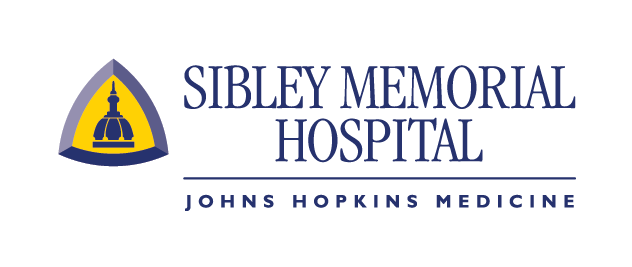 SIBLEY MEMORIAL
HOSPITAL
JOHNS HOPKINS MEDICINE